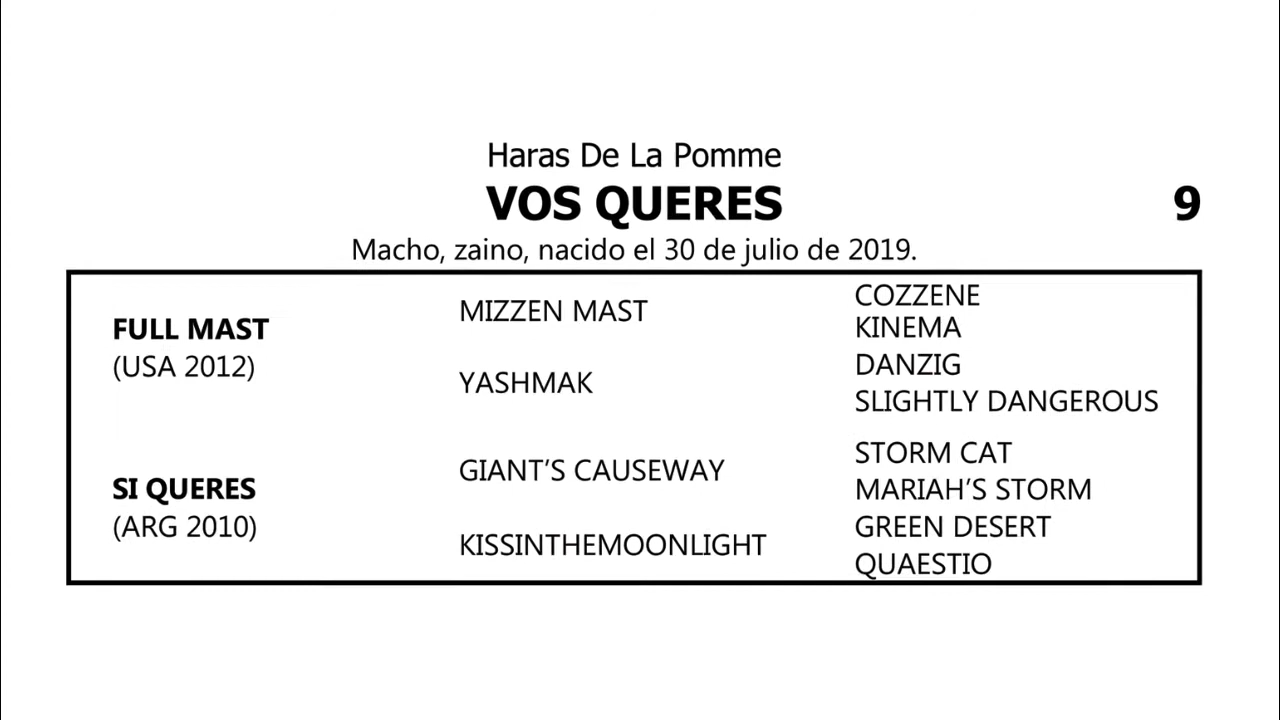 Haras De La Pomme
VOS QUERES
9
Macho, zaino, nacido el 30 de julio de 2019.
FULL MAST
(USA 2012)
MIZZEN MAST
YASHMAK
COZZENE
KINEMA
DANZIG
SLIGHTLY DANGEROUS
SI QUERES
(ARG 2010)
GIANT’S CAUSEWAY
KISSINTHEMOONLIGHT
STORM CAT
MARIAH’S STORM
GREEN DESERT
QUAESTIO